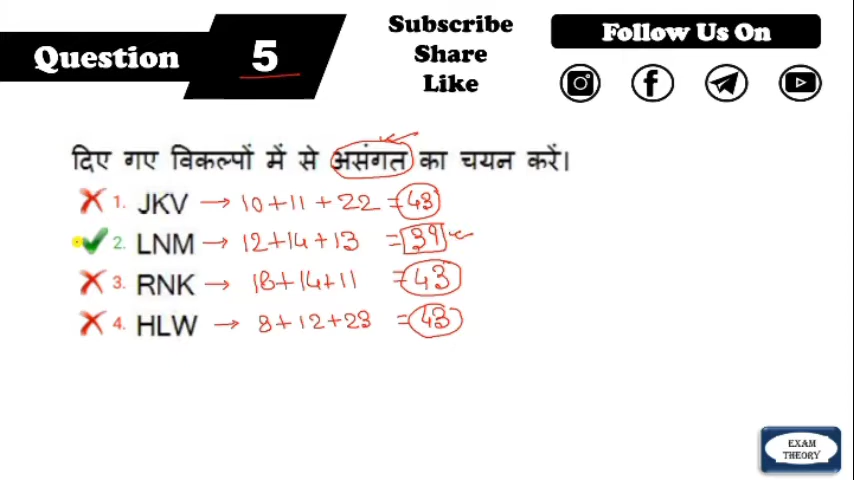 Question 5
Subscribe
Share
Like
Follow Us On
दिए गए विकल्पों में से असंगत का चयन करें।
1. JKV → 10+11+22 = 43
2. LNM → 12+14+13 = 39
3. RNK → 18+14+11 = 43
4. HLW → 8+12+23 = 43
EXAM
THEORY